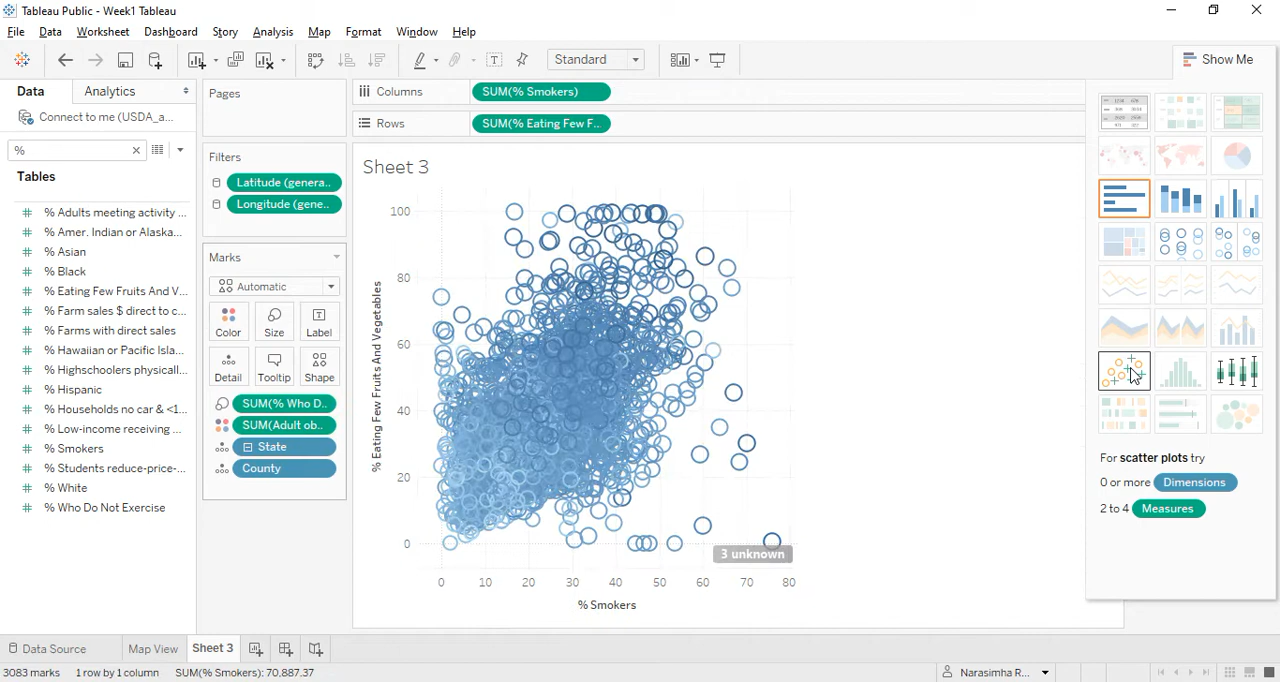 Tableau Public - Week1 Tableau
File Data Worksheet Dashboard Story Analysis Map Format Window Help
Standard
Show Me
Data Analytics
Connect to me (USDA_a...
%
Tables
% Adults meeting activity ...
% Amer. Indian or Alaska...
% Asian
% Black
% Eating Few Fruits And V...
% Farm sales $ direct to c...
% Farms with direct sales
% Hawaiian or Pacific Isla...
% Highschoolers physicall...
% Hispanic
% Households no car & <1...
% Low-income receiving ...
% Smokers
% Students reduce-price-...
% White
% Who Do Not Exercise
Pages
Filters
Latitude (genera..
Longitude (gene..
Marks
Automatic
Color Size Label
Detail Tooltip Shape
SUM(% Who D..
SUM(Adult ob..
State
County
Columns SUM(% Smokers)
Rows SUM(% Eating Few F..
Sheet 3
% Eating Few Fruits And Vegetables
100
80
60
40
20
0
3 unknown
0 10 20 30 40 50 60 70 80
% Smokers
For scatter plots try
0 or more Dimensions
2 to 4 Measures
Data Source Map View Sheet 3
3083 marks 1 row by 1 column SUM(% Smokers): 70,887.37
Narasimha R...